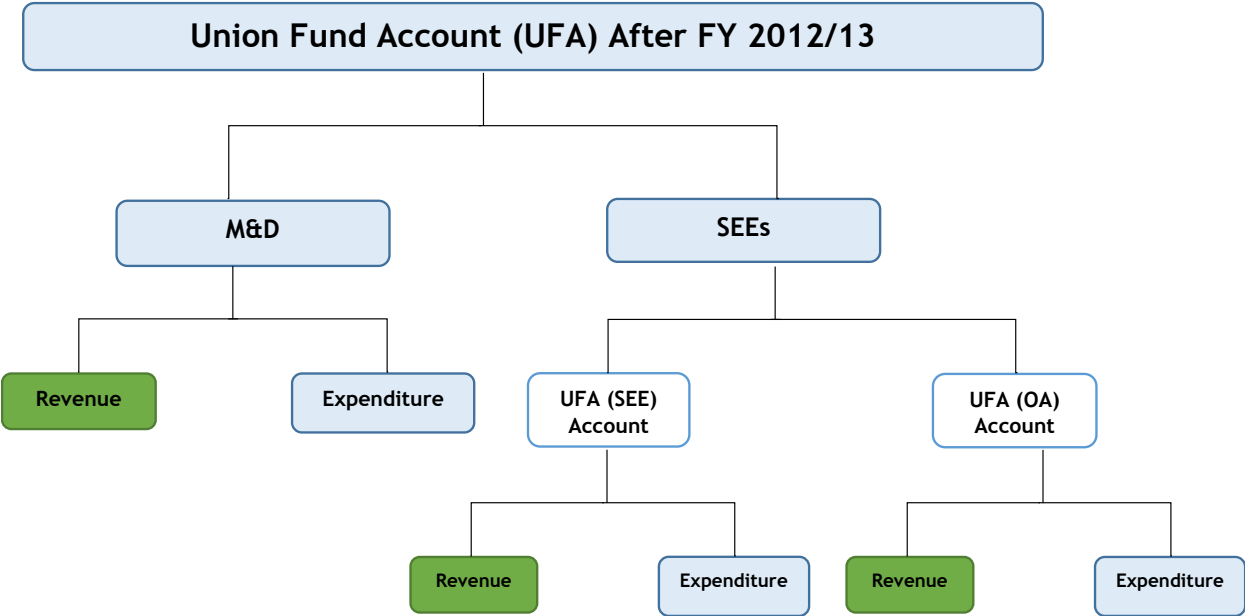 Union Fund Account (UFA) After FY 2012/13
M&D
SEEs
Revenue
Expenditure
UFA (SEE)
Account
UFA (OA)
Account
Revenue
Expenditure
Revenue
Expenditure